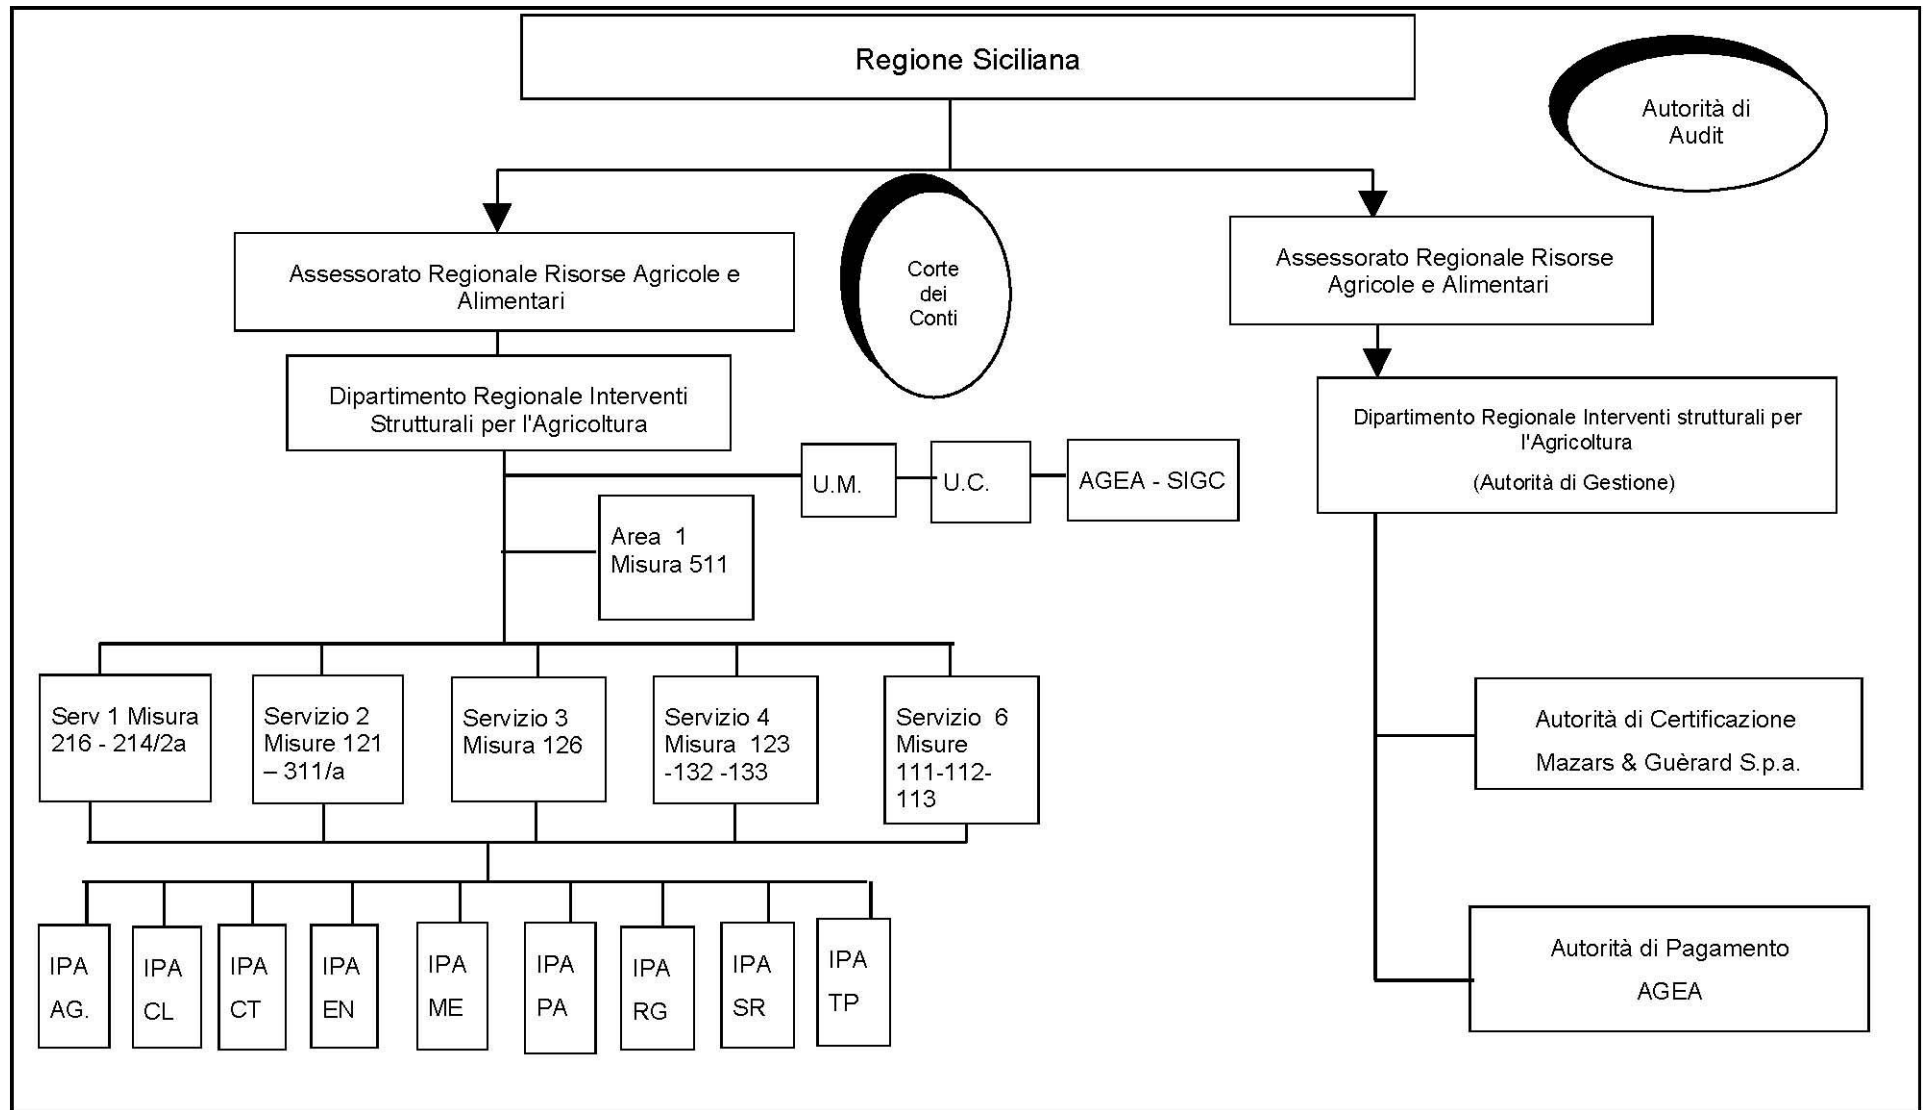 Regione Siciliana
Autorità di
Audit
Assessorato Regionale Risorse Agricole e
Alimentari
Corte
dei
Conti
Assessorato Regionale Risorse
Agricole e Alimentari
Dipartimento Regionale Interventi
Strutturali per l'Agricoltura
Dipartimento Regionale Interventi strutturali per
l'Agricoltura
(Autorità di Gestione)
U.M.
U.C.
AGEA - SIGC
Area 1
Misura 511
Serv 1 Misura
216 - 214/2a
Servizio 2
Misure 121
– 311/a
Servizio 3
Misura 126
Servizio 4
Misura 123
-132 -133
Servizio 6
Misure
111-112-
113
Autorità di Certificazione
Mazars & Guèrard S.p.a.
IPA
AG.
IPA
CL
IPA
CT
IPA
EN
IPA
ME
IPA
PA
IPA
RG
IPA
SR
IPA
TP
Autorità di Pagamento
AGEA